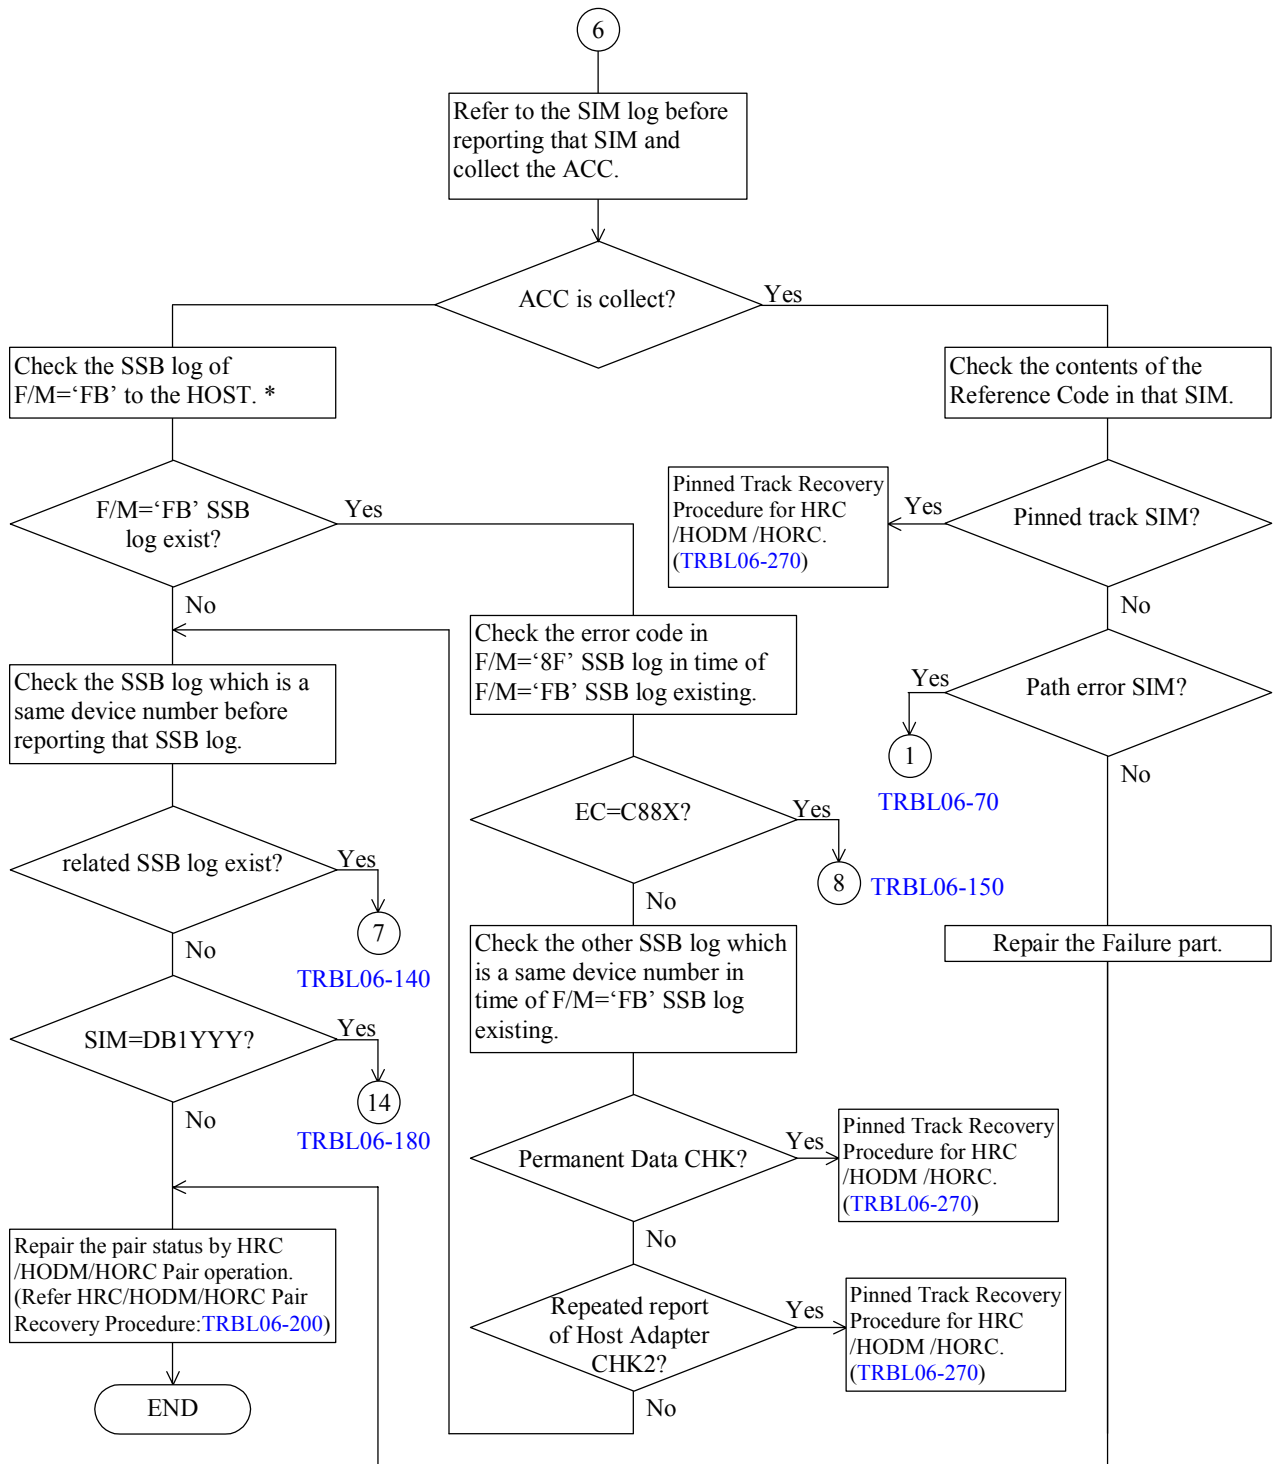 6
Refer to the SIM log before
reporting that SIM and
collect the ACC.
ACC is collect?
Yes
Check the SSB log of
F/M=‘FB’ to the HOST. *
Check the contents of the
Reference Code in that SIM.
F/M=‘FB’ SSB
log exist?
Yes
No
Pinned Track Recovery
Procedure for HRC
/HODM /HORC.
(TRBL06-270)
Yes
Pinned track SIM?
No
Check the SSB log which is a
same device number before
reporting that SSB log.
Check the error code in
F/M=‘8F’ SSB log in time of
F/M=‘FB’ SSB log existing.
Yes
Path error SIM?
No
1
TRBL06-70
related SSB log exist?
Yes
No
7
TRBL06-140
EC=C88X?
Yes
No
8
TRBL06-150
Check the other SSB log which
is a same device number in
time of F/M=‘FB’ SSB log
existing.
Repair the Failure part.
SIM=DB1YYY?
Yes
No
14
TRBL06-180
Permanent Data CHK?
Yes
No
Pinned Track Recovery
Procedure for HRC
/HODM /HORC.
(TRBL06-270)
Repair the pair status by HRC
/HODM/HORC Pair operation.
(Refer HRC/HODM/HORC Pair
Recovery Procedure:TRBL06-200)
Repeated report
of Host Adapter
CHK2?
Yes
No
Pinned Track Recovery
Procedure for HRC
/HODM /HORC.
(TRBL06-270)
END